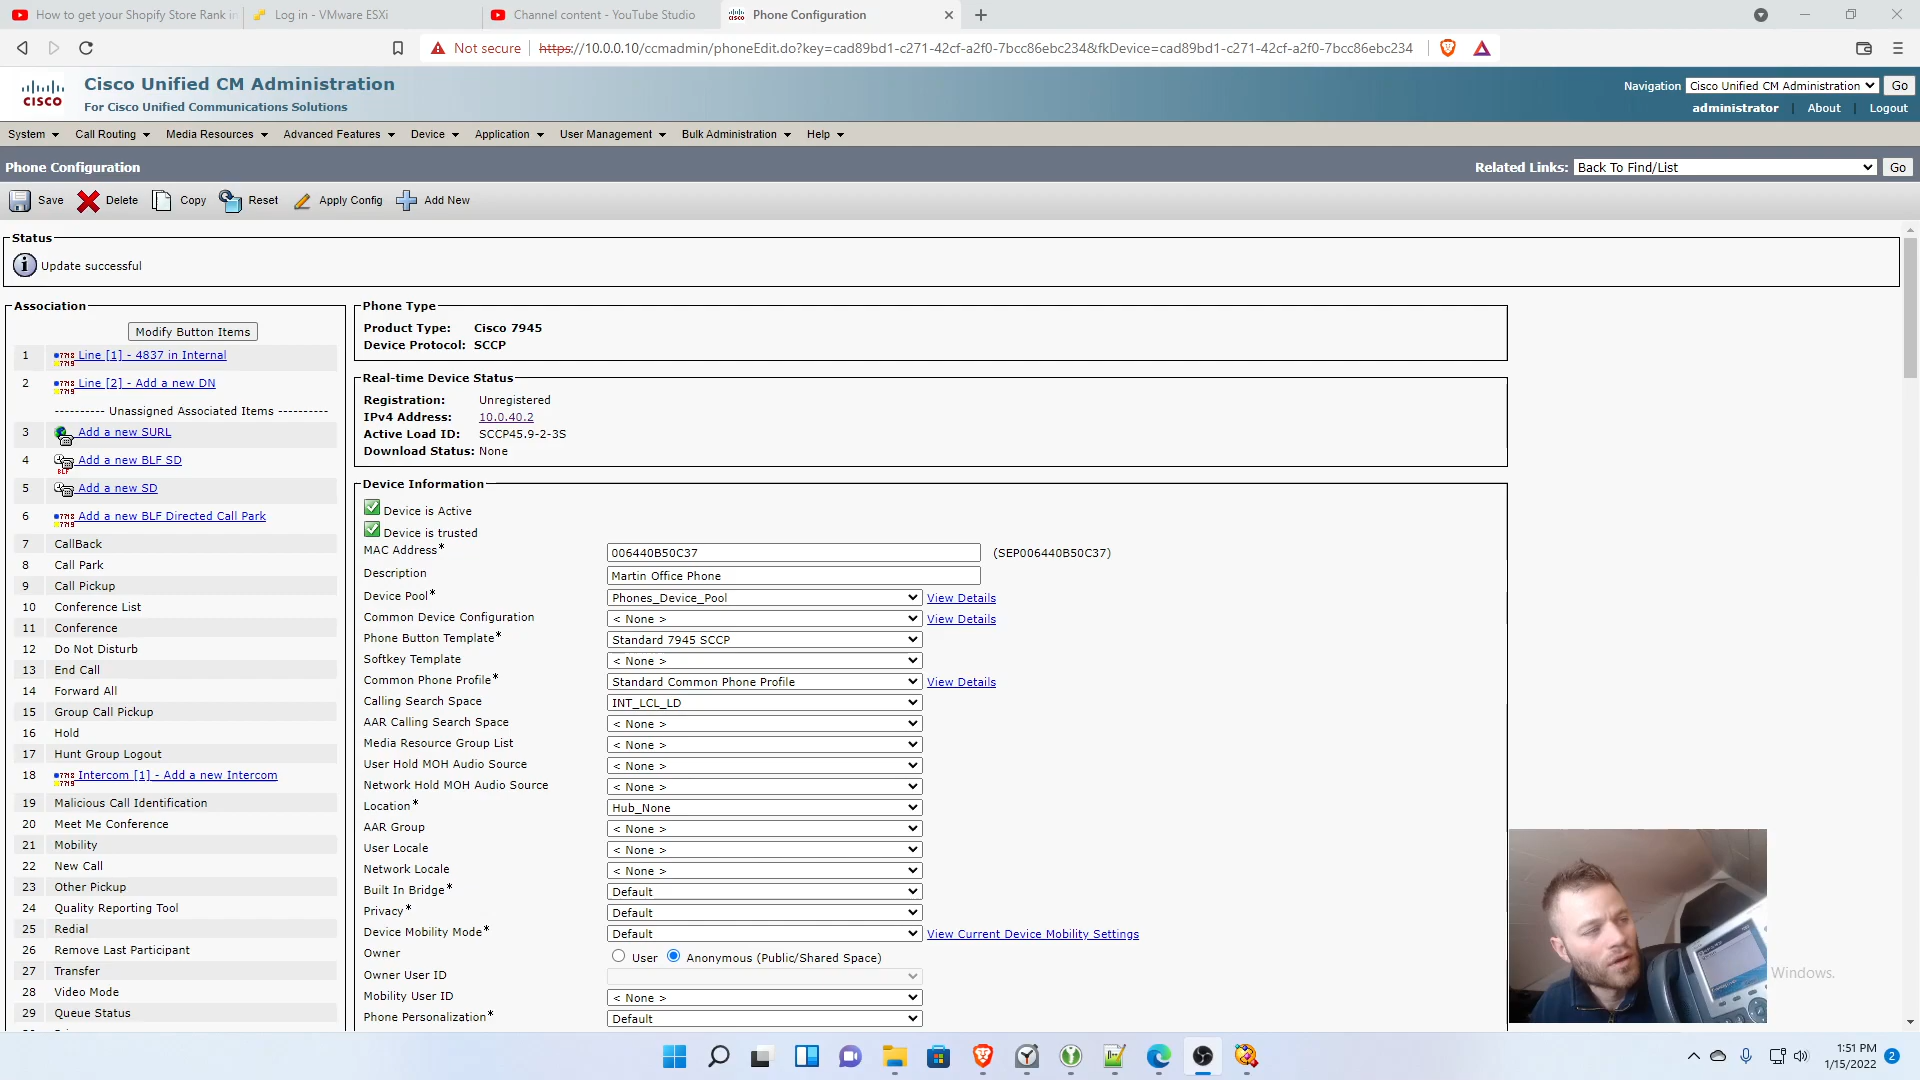 How to get your Shopify Store Rank in
Log in - VMware ESXi
Channel content - YouTube Studio
Phone Configuration
Not secure
https://10.0.0.10/ccmadmin/phoneEdit.do?key=cad89bd1-c271-42cf-a2f0-7bcc86ebc234&fkDevice=cad89bd1-c271-42cf-a2f0-7bcc86ebc234
CISCO
Cisco Unified CM Administration
For Cisco Unified Communications Solutions
Navigation Cisco Unified CM Administration Go
administrator | About | Logout
System Call Routing Media Resources Advanced Features Device Application User Management Bulk Administration Help
Phone Configuration
Related Links: Back To Find/List Go
Save Delete Copy Reset Apply Config Add New
Status
Update successful
Association
Modify Button Items
1 Line [1] - 4837 in Internal
2 Line [2] - Add a new DN
---------- Unassigned Associated Items ----------
3 Add a new SURL
4 Add a new BLF SD
5 Add a new SD
6 Add a new BLF Directed Call Park
7 CallBack
8 Call Park
9 Call Pickup
10 Conference List
11 Conference
12 Do Not Disturb
13 End Call
14 Forward All
15 Group Call Pickup
16 Hold
17 Hunt Group Logout
18 Intercom [1] - Add a new Intercom
19 Malicious Call Identification
20 Meet Me Conference
21 Mobility
22 New Call
23 Other Pickup
24 Quality Reporting Tool
25 Redial
26 Remove Last Participant
27 Transfer
28 Video Mode
29 Queue Status
Phone Type
Product Type: Cisco 7945
Device Protocol: SCCP
Real-time Device Status
Registration: Unregistered
IPv4 Address: 10.0.40.2
Active Load ID: SCCP45.9-2-3S
Download Status: None
Device Information
Device is Active
Device is trusted
MAC Address* 006440B50C37 (SEP006440B50C37)
Description Martin Office Phone
Device Pool* Phones_Device_Pool View Details
Common Device Configuration < None > View Details
Phone Button Template* Standard 7945 SCCP
Softkey Template < None >
Common Phone Profile* Standard Common Phone Profile View Details
Calling Search Space INT_LCL_LD
AAR Calling Search Space < None >
Media Resource Group List < None >
User Hold MOH Audio Source < None >
Network Hold MOH Audio Source < None >
Location* Hub_None
AAR Group < None >
User Locale < None >
Network Locale < None >
Built In Bridge* Default
Privacy* Default
Device Mobility Mode* Default View Current Device Mobility Settings
Owner User Anonymous (Public/Shared Space)
Owner User ID
Mobility User ID < None >
Phone Personalization* Default
Windows.
1:51 PM
1/15/2022
2